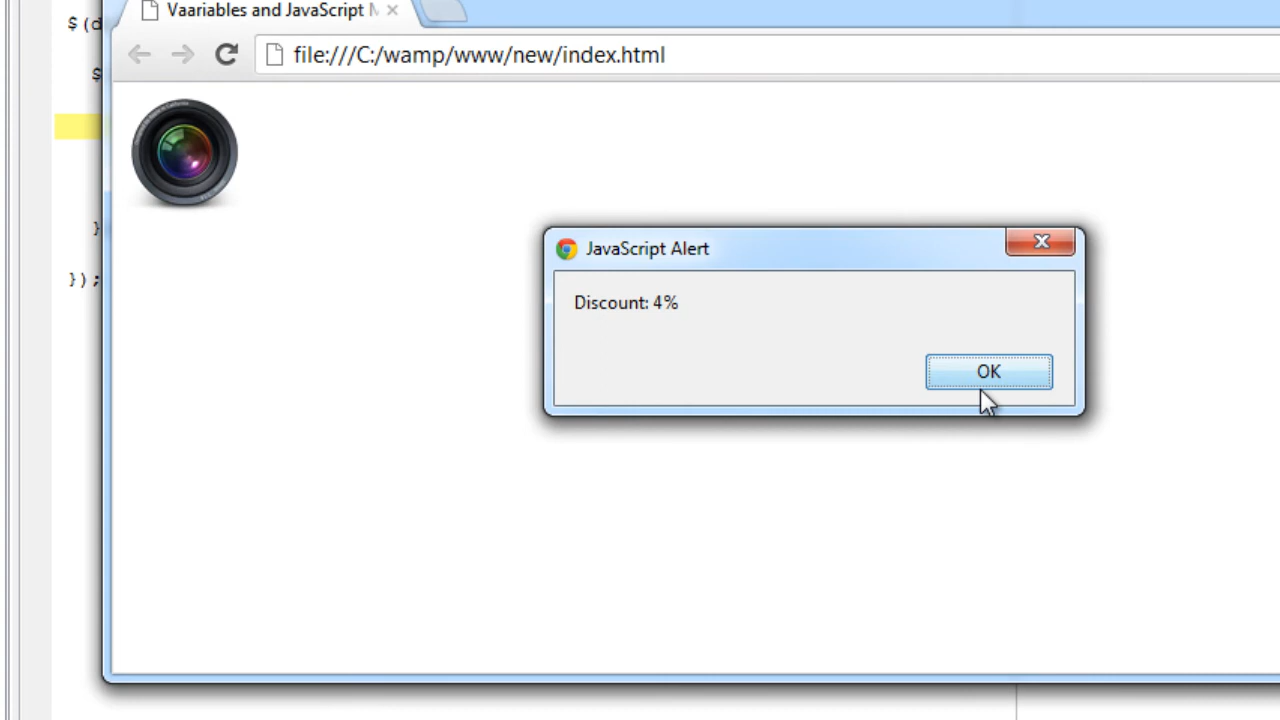 $(d
Vaariables and JavaScript M
file:///C:/wamp/www/new/index.html
$
JavaScript Alert
Discount: 4%
OK
}
});